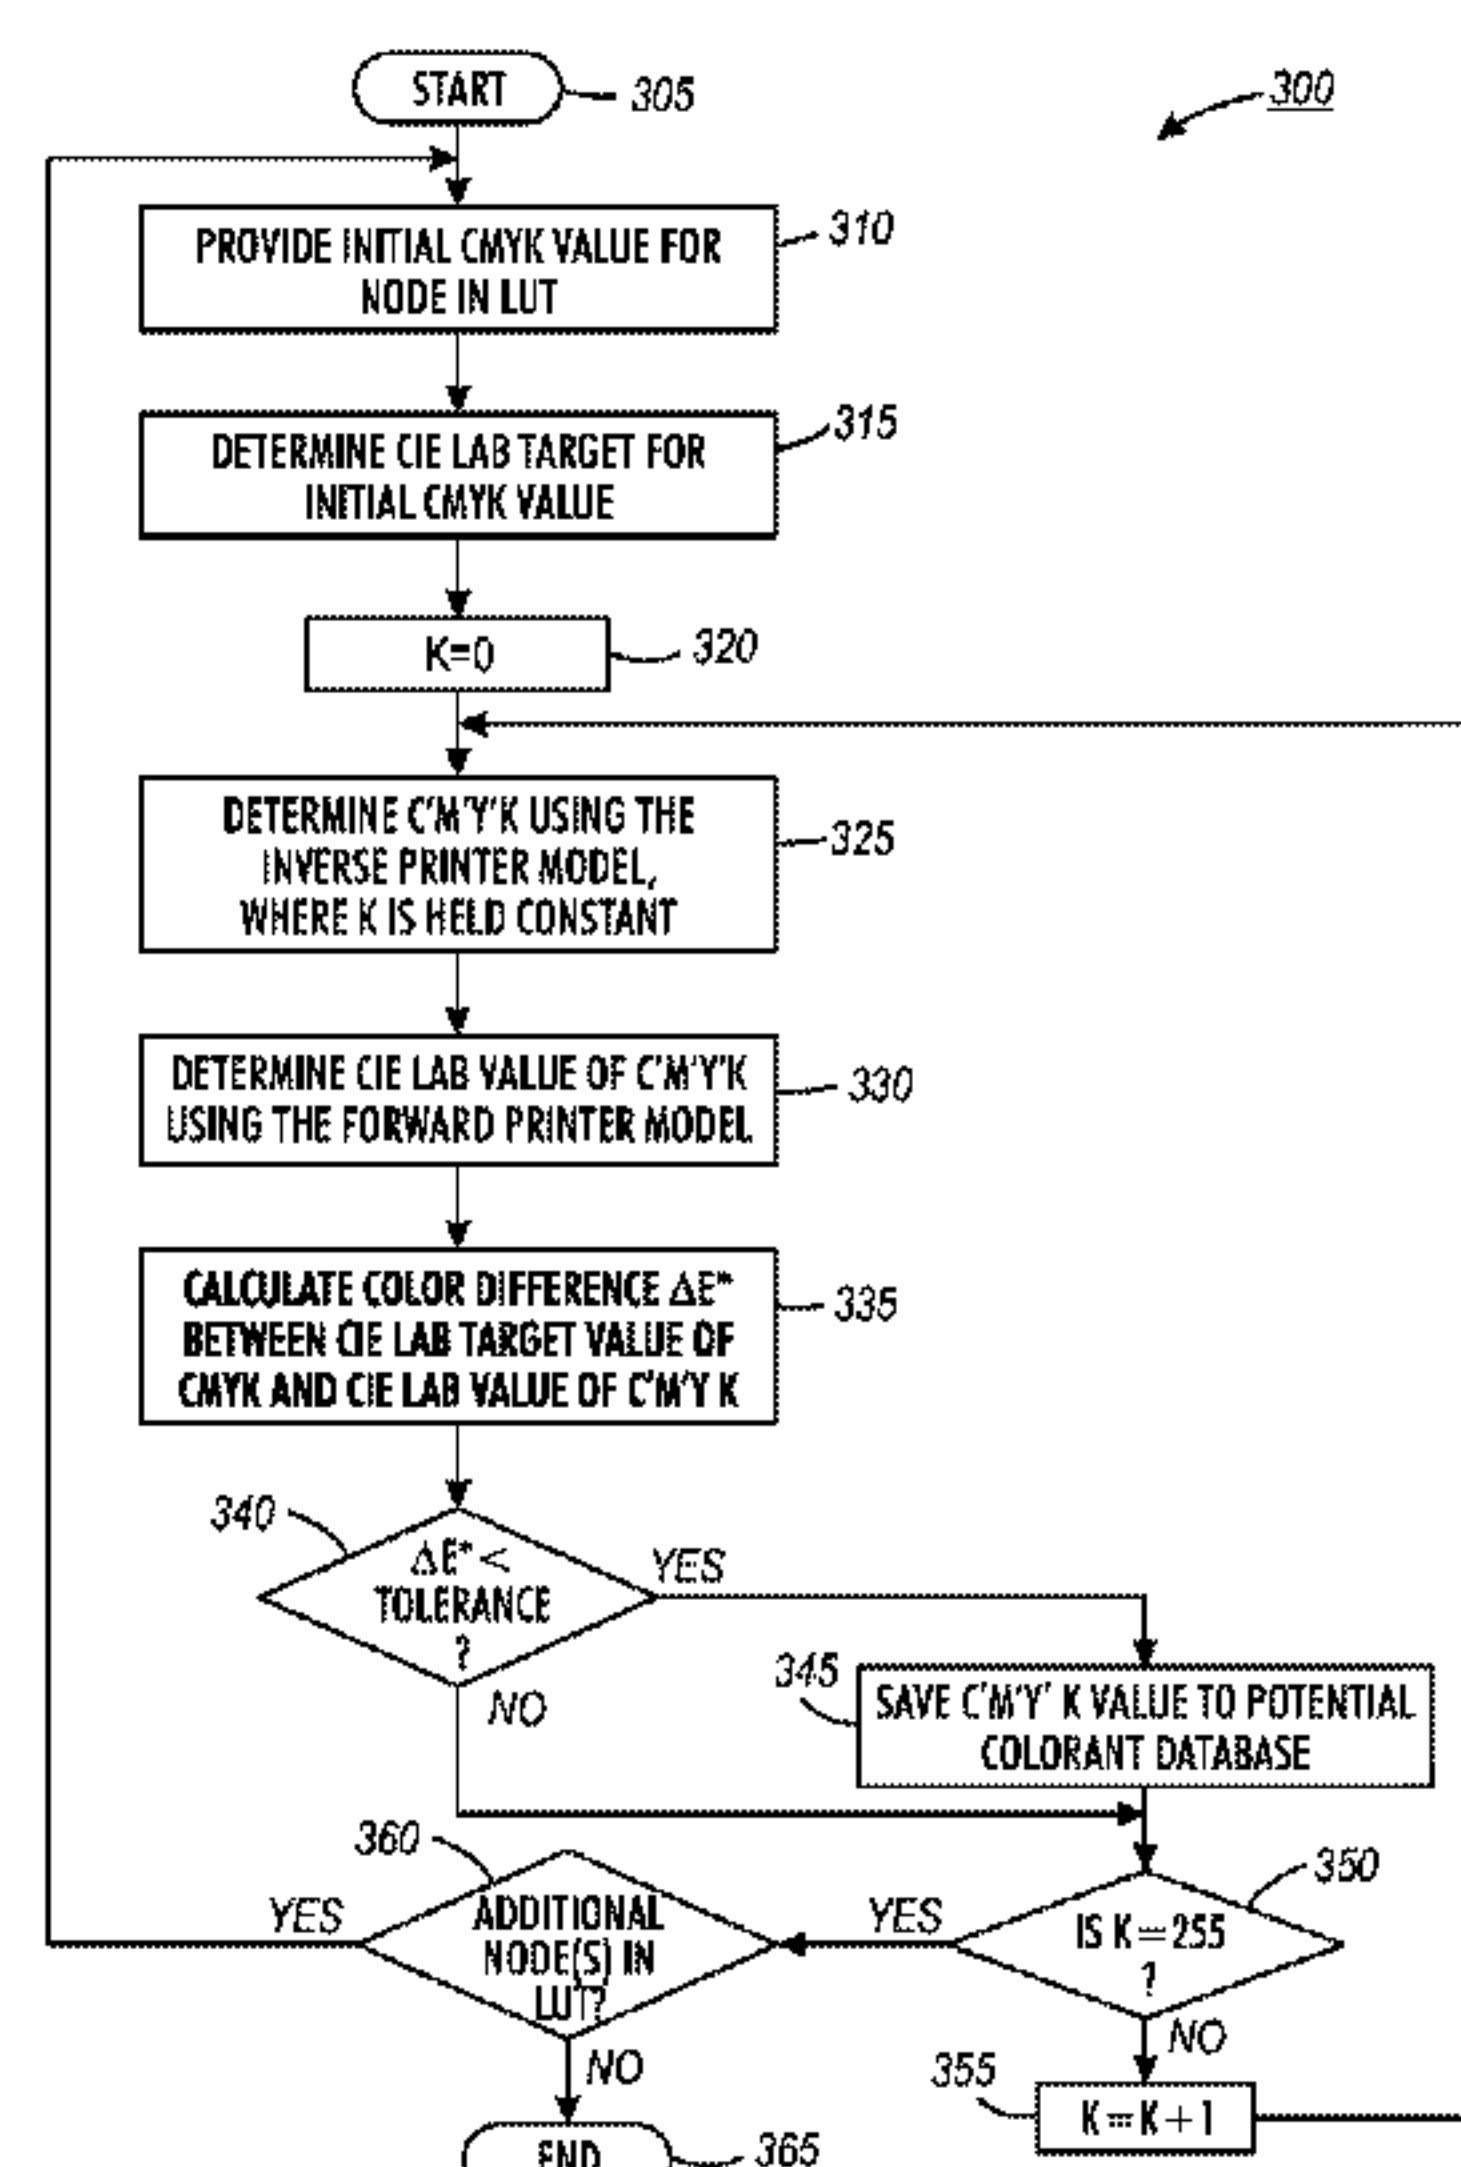 START
305
300
PROVIDE INITIAL CMYK VALUE FOR
NODE IN LUT
310
DETERMINE CIE LAB TARGET FOR
INITIAL CMYK VALUE
315
K=0
320
DETERMINE C'M'Y'K USING THE
INVERSE PRINTER MODEL,
WHERE K IS HELD CONSTANT
325
DETERMINE CIE LAB VALUE OF C'M'Y'K
USING THE FORWARD PRINTER MODEL
330
CALCULATE COLOR DIFFERENCE ΔE*
BETWEEN CIE LAB TARGET VALUE OF
CMYK AND CIE LAB VALUE OF C'M'Y K
335
340
ΔE* <
TOLERANCE
?
YES
NO
345
SAVE C'M'Y' K VALUE TO POTENTIAL
COLORANT DATABASE
360
ADDITIONAL
NODE(S) IN
LUT?
YES
NO
350
IS K=255
?
YES
NO
355
K=K+1
END
365